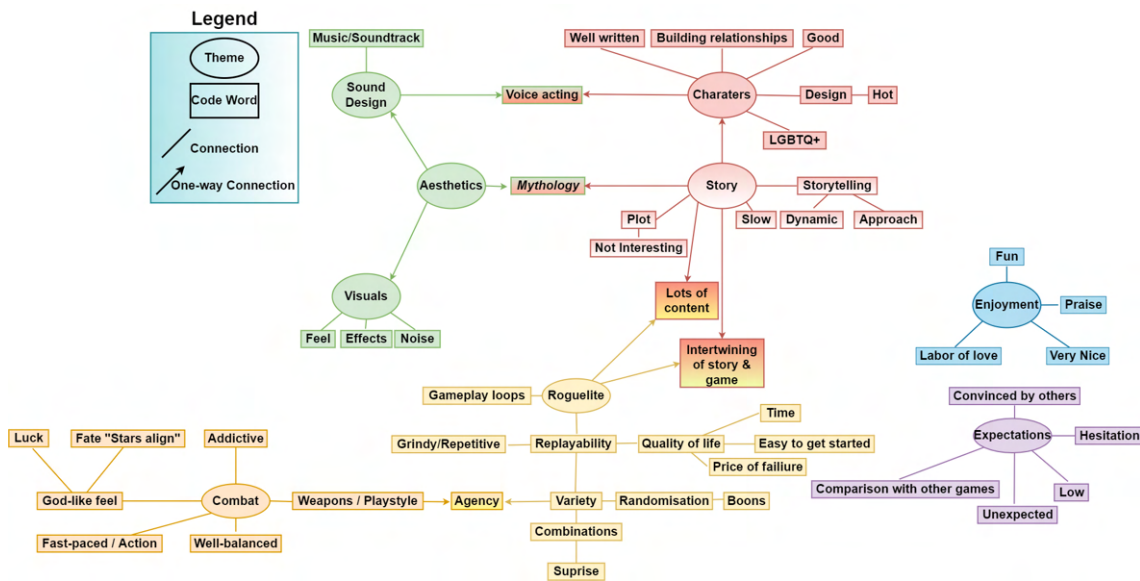 Legend
Theme
Code Word
Connection
One-way Connection
Music/Soundtrack
Sound
Design
Voice acting
Aesthetics
Mythology
Visuals
Feel
Effects
Noise
Well written
Building relationships
Good
Charaters
Design
Hot
LGBTQ+
Story
Storytelling
Plot
Slow
Dynamic
Approach
Not Interesting
Lots of
content
Intertwining
of story &
game
Fun
Enjoyment
Praise
Labor of love
Very Nice
Gameplay loops
Roguelite
Time
Grindy/Repetitive
Replayability
Quality of life
Easy to get started
Price of failiure
Variety
Randomisation
Boons
Combinations
Suprise
Agency
Luck
Fate "Stars align"
Addictive
God-like feel
Combat
Weapons / Playstyle
Fast-paced / Action
Well-balanced
Convinced by others
Expectations
Hesitation
Comparison with other games
Low
Unexpected